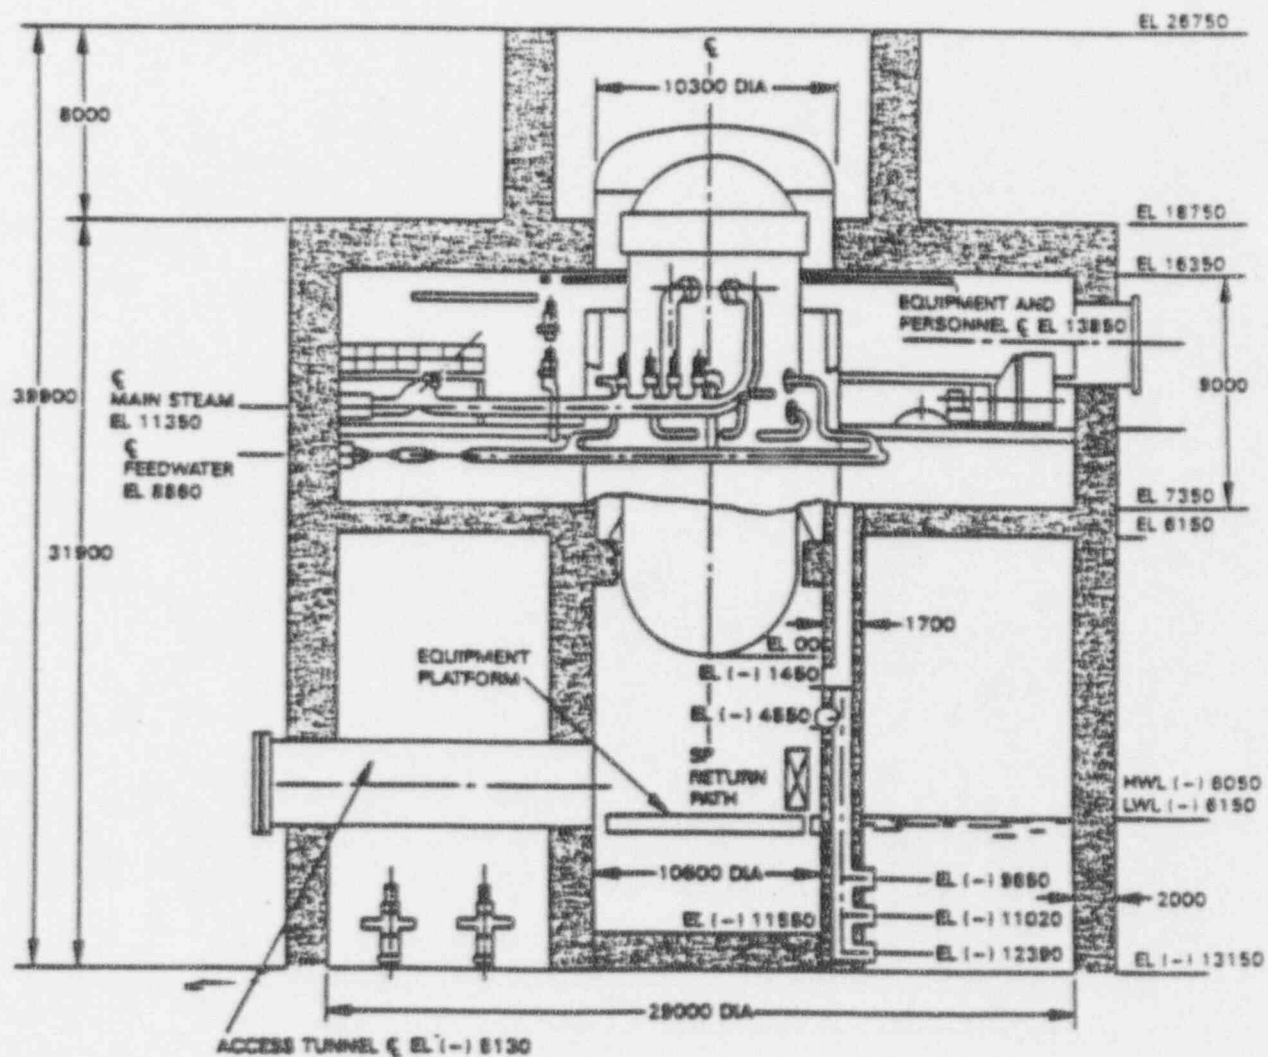 EL 26750
℄
10300 DIA
8000
EL 18750
EL 16350
EQUIPMENT AND
PERSONNEL ℄ EL 13850
39900
℄
MAIN STEAM
EL 11350
9000
℄
FEEDWATER
EL 8860
EL 7350
EL 6150
31900
1700
EQUIPMENT
PLATFORM
EL 00
EL (-) 1450
EL (-) 4550
SP
RETURN
PATH
HWL (-) 6050
LWL (-) 6150
10600 DIA
EL (-) 9650
2000
EL (-) 11550
EL (-) 11020
EL (-) 12390
EL (-) 13150
29000 DIA
ACCESS TUNNEL ℄ EL (-) 5130